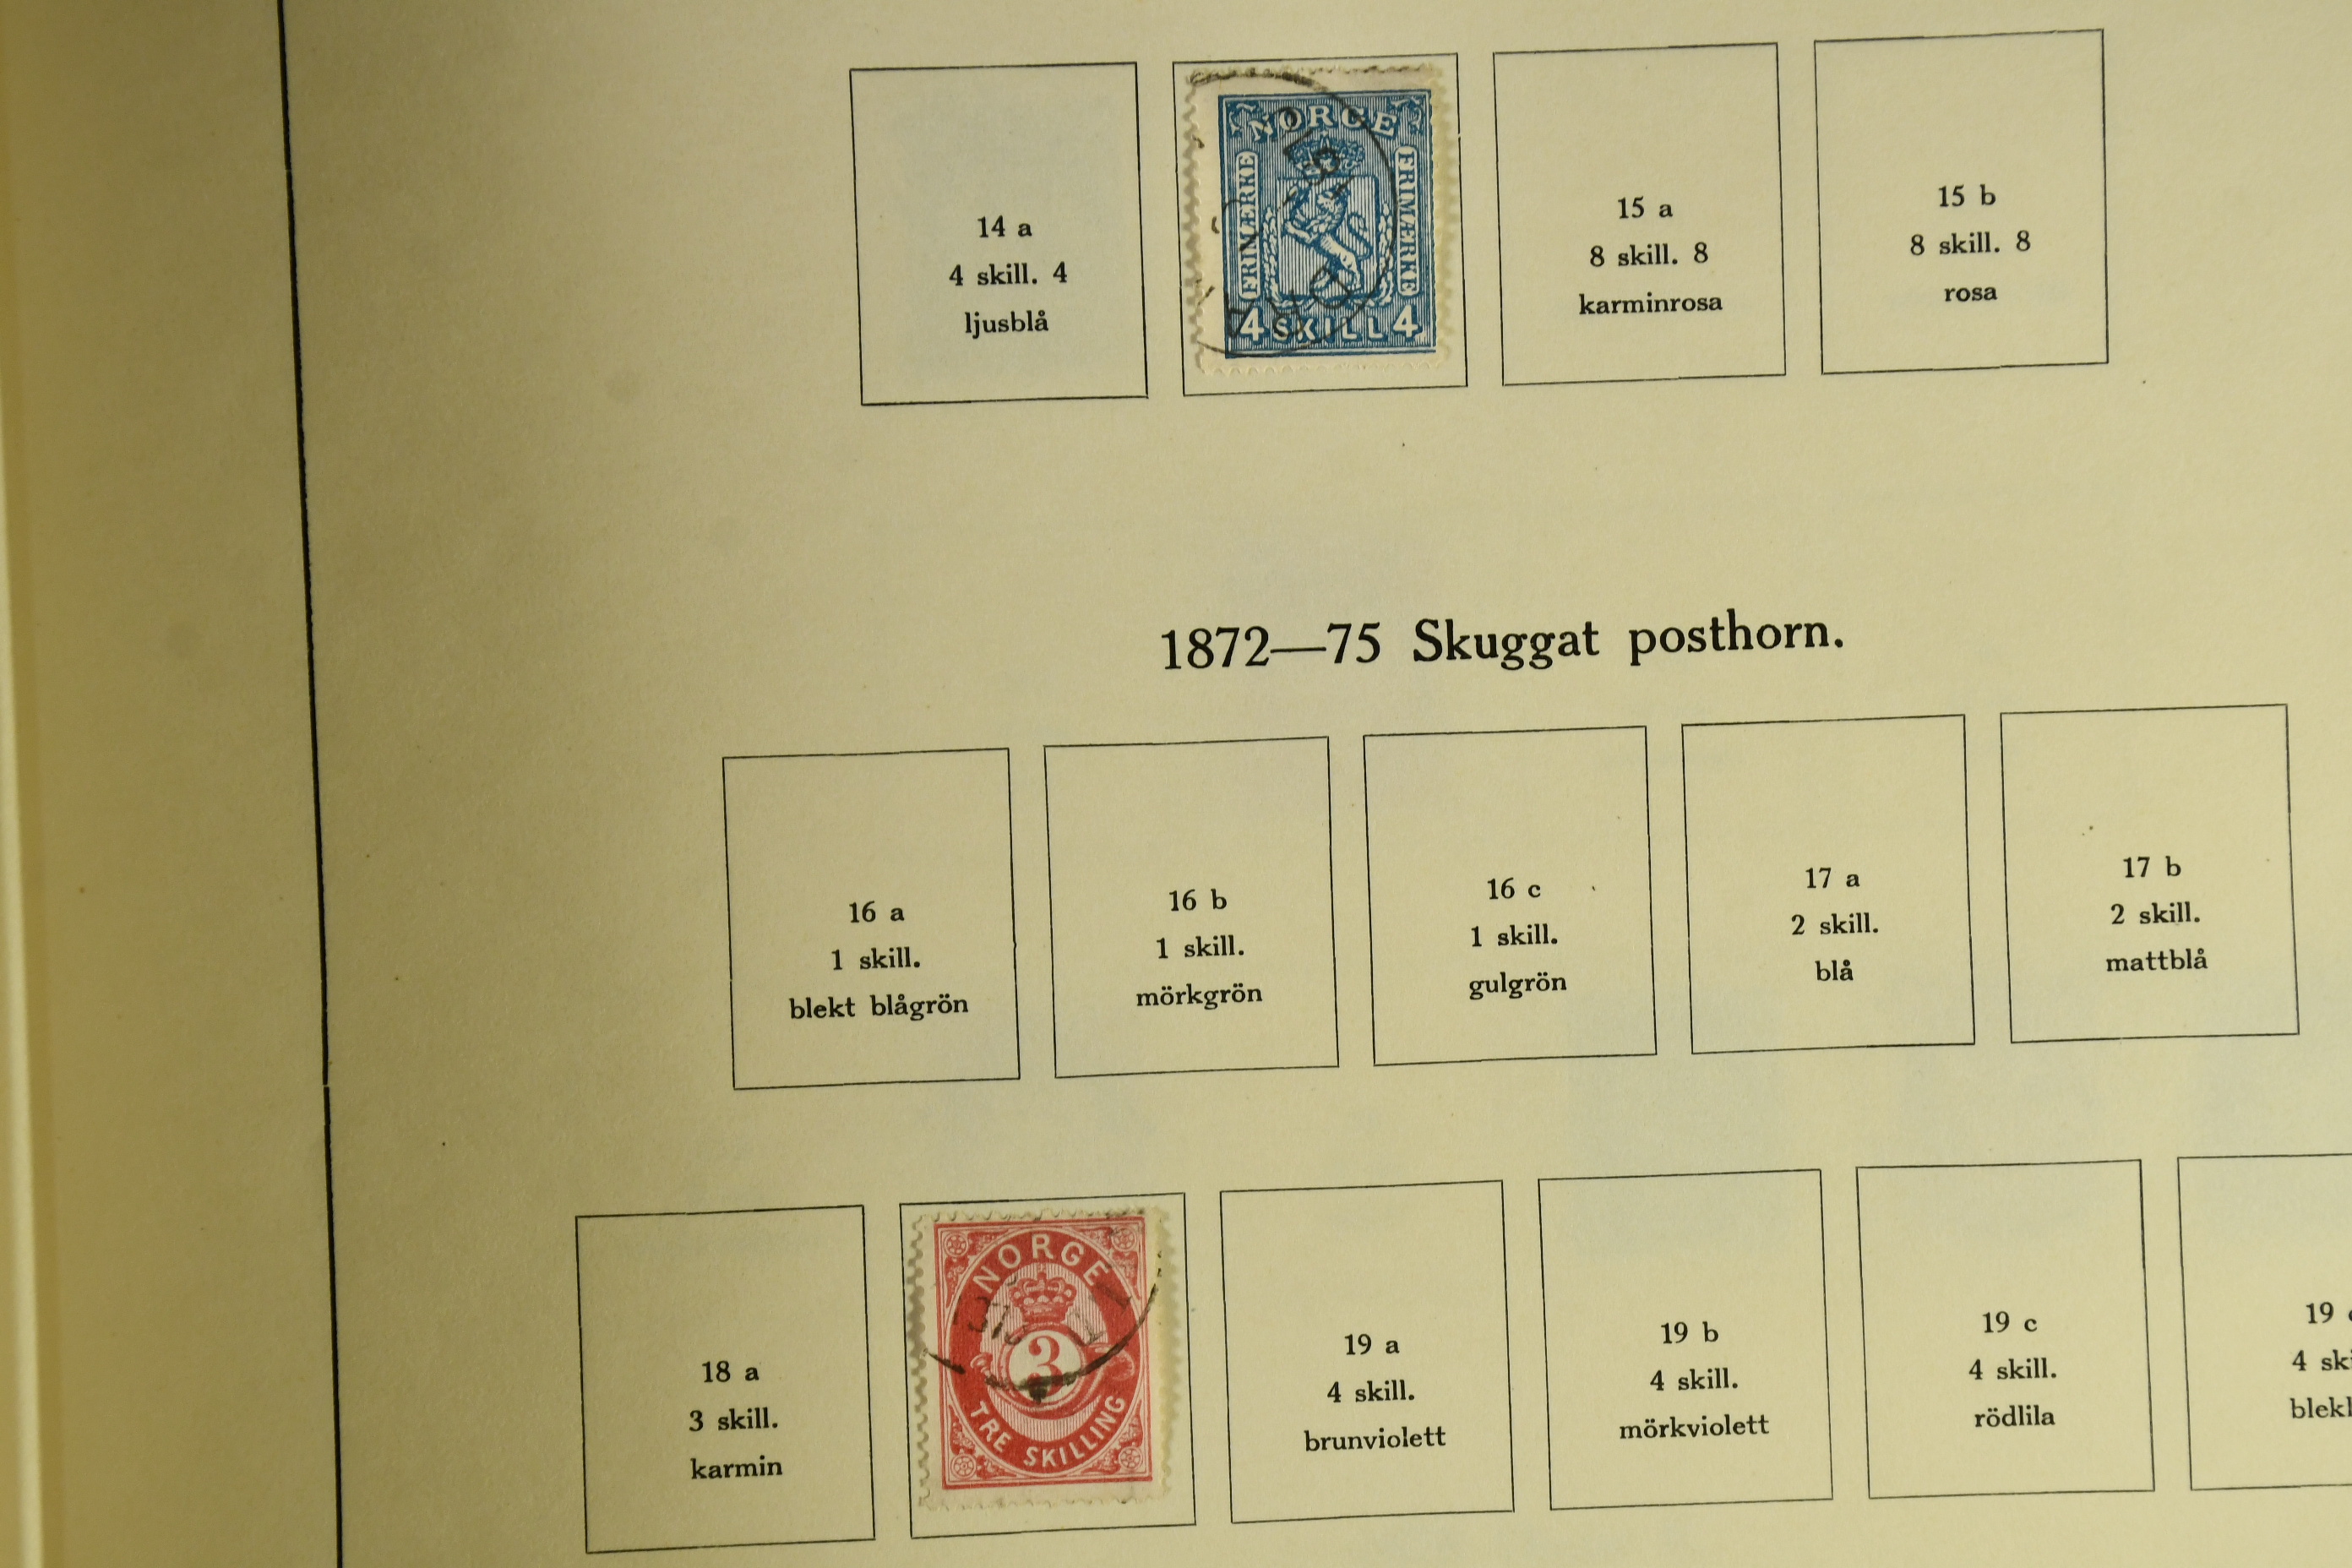 14 a
4 skill. 4
ljusblå
NORGE
FRIMÆRKE
FRIMÆRKE
4 SKILL 4
15 a
8 skill. 8
karminrosa
15 b
8 skill. 8
rosa
1872—75 Skuggat posthorn.
16 a
1 skill.
blekt blågrön
16 b
1 skill.
mörkgrön
16 c
1 skill.
gulgrön
17 a
2 skill.
blå
17 b
2 skill.
mattblå
18 a
3 skill.
karmin
NORGE
3
TRE SKILLING
19 a
4 skill.
brunviolett
19 b
4 skill.
mörkviolett
19 c
4 skill.
rödlila
19
4